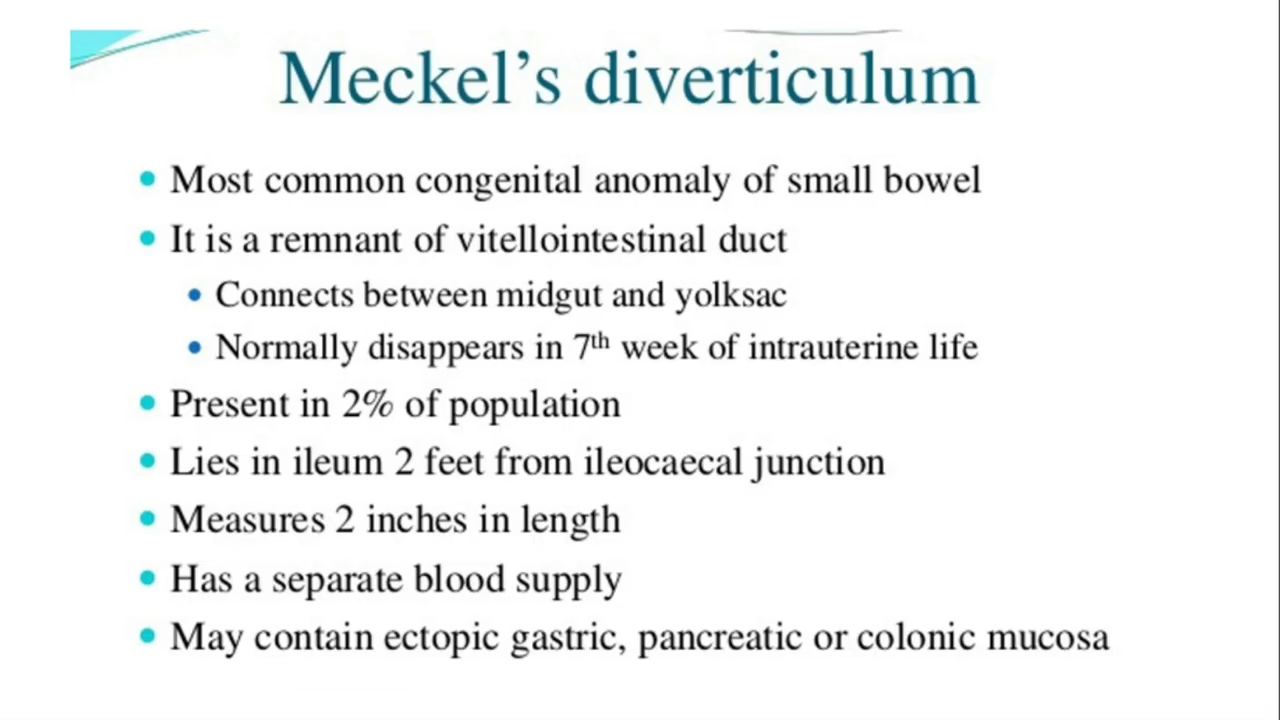 Meckel’s diverticulum
• Most common congenital anomaly of small bowel
• It is a remnant of vitellointestinal duct
• Connects between midgut and yolksac
• Normally disappears in 7th week of intrauterine life
• Present in 2% of population
• Lies in ileum 2 feet from ileocaecal junction
• Measures 2 inches in length
• Has a separate blood supply
• May contain ectopic gastric, pancreatic or colonic mucosa